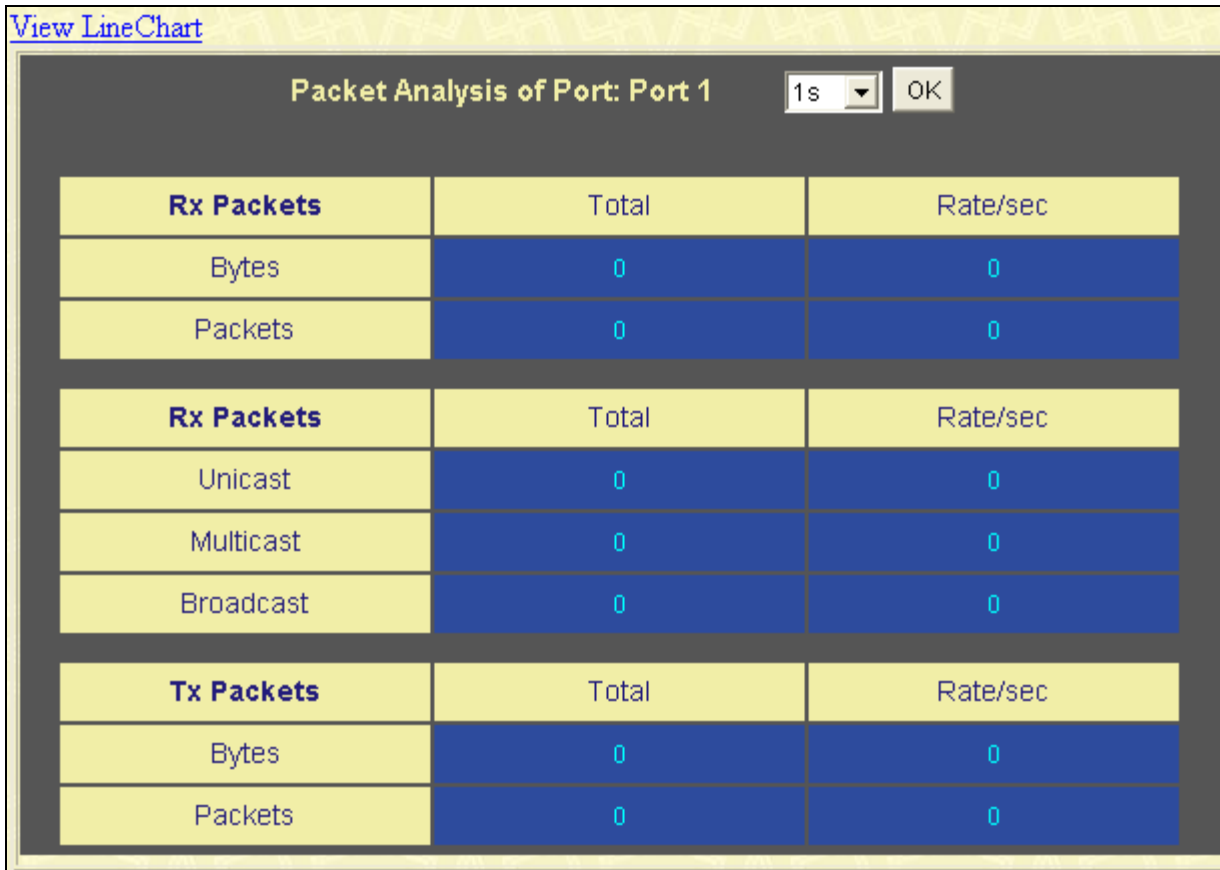 View LineChart
Packet Analysis of Port: Port 1 1s OK
Rx Packets Total Rate/sec
Bytes 0 0
Packets 0 0
Rx Packets Total Rate/sec
Unicast 0 0
Multicast 0 0
Broadcast 0 0
Tx Packets Total Rate/sec
Bytes 0 0
Packets 0 0